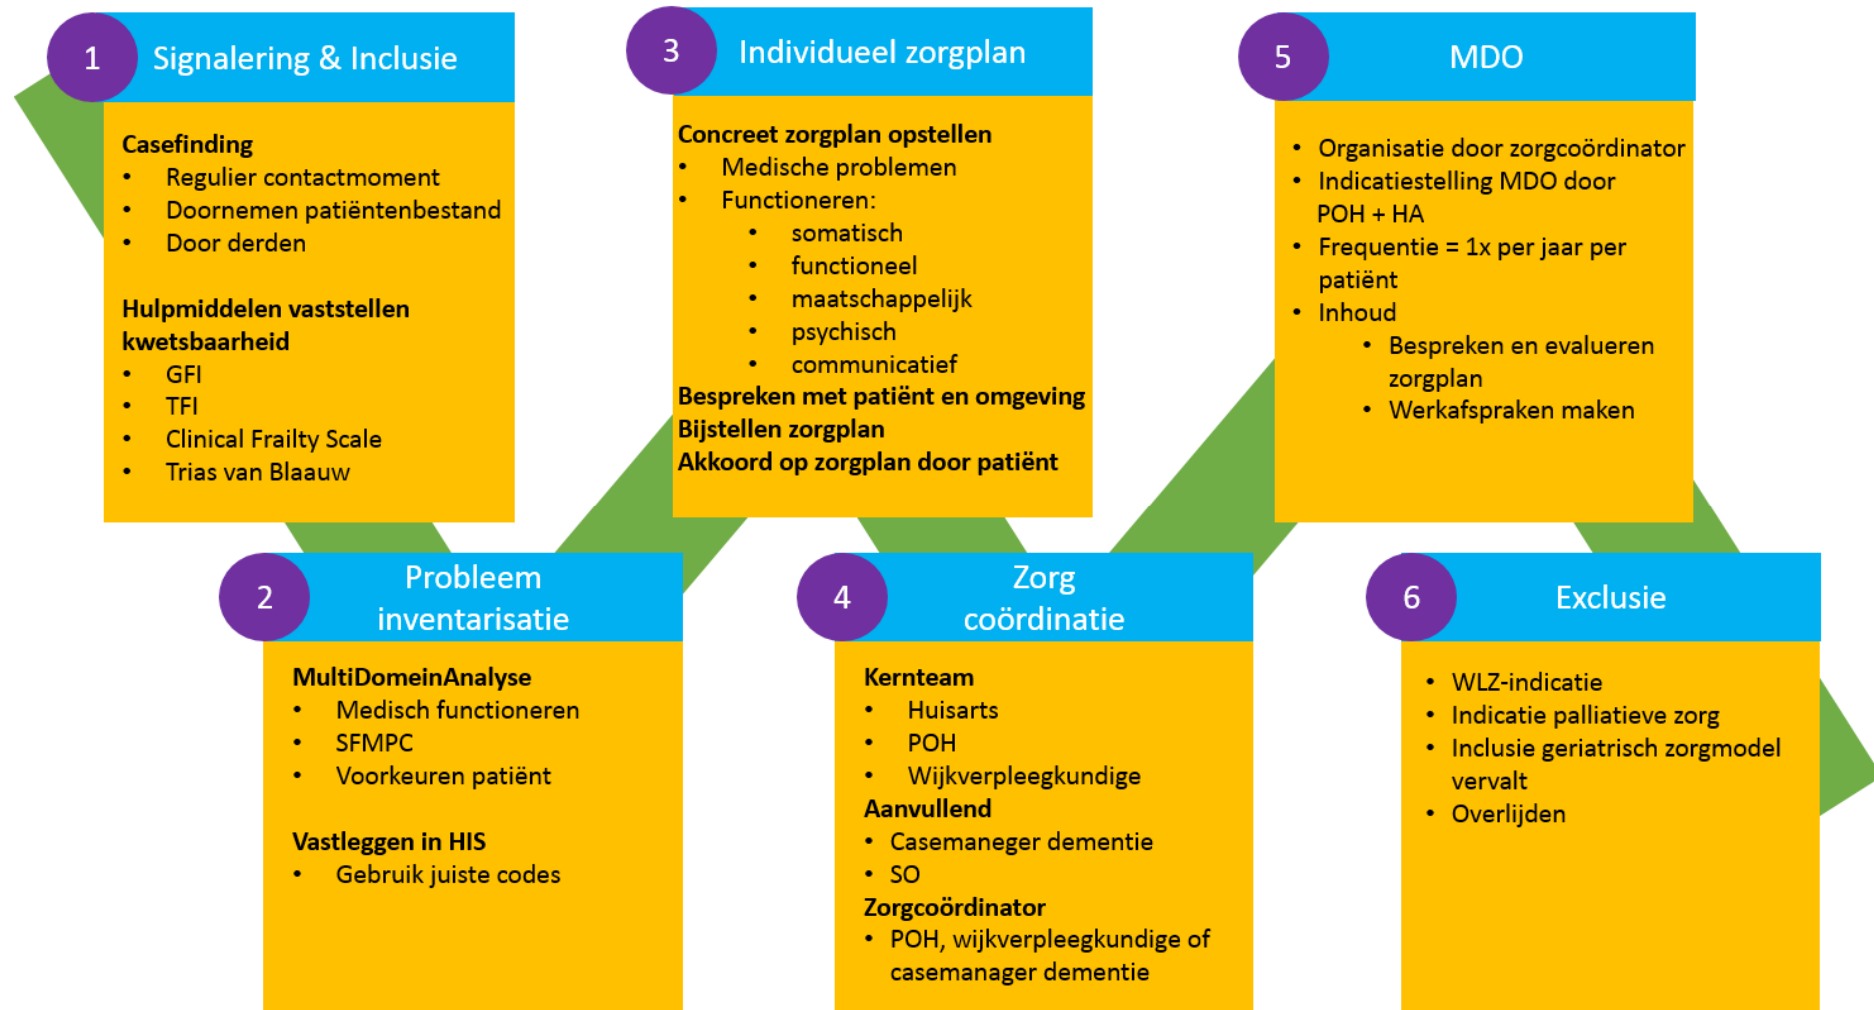 1
Signalering & Inclusie
Casefinding
• Regulier contactmoment
• Doornemen patiëntenbestand
• Door derden
Hulpmiddelen vaststellen
kwetsbaarheid
• GFI
• TFI
• Clinical Frailty Scale
• Trias van Blaauw
2
Probleem
inventarisatie
MultiDomeinAnalyse
• Medisch functioneren
• SFMPC
• Voorkeuren patiënt
Vastleggen in HIS
• Gebruik juiste codes
3
Individueel zorgplan
Concreet zorgplan opstellen
• Medische problemen
• Functioneren:
• somatisch
• functioneel
• maatschappelijk
• psychisch
• communicatief
Bespreken met patiënt en omgeving
Bijstellen zorgplan
Akkoord op zorgplan door patiënt
4
Zorg
coördinatie
Kernteam
• Huisarts
• POH
• Wijkverpleegkundige
Aanvullend
• Casemaneger dementie
• SO
Zorgcoördinator
• POH, wijkverpleegkundige of
casemanager dementie
5
MDO
• Organisatie door zorgcoördinator
• Indicatiestelling MDO door
POH + HA
• Frequentie = 1x per jaar per
patiënt
• Inhoud
• Bespreken en evalueren
zorgplan
• Werkafspraken maken
6
Exclusie
• WLZ-indicatie
• Indicatie palliatieve zorg
• Inclusie geriatrisch zorgmodel
vervalt
• Overlijden